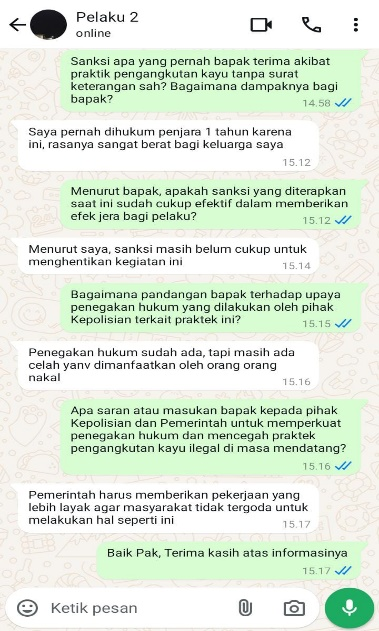 Pelaku 2
online
Sanksi apa yang pernah bapak terima akibat
praktik pengangkutan kayu tanpa surat
keterangan sah? Bagaimana dampaknya bagi
bapak?
14.58
Saya pernah dihukum penjara 1 tahun karena
ini, rasanya sangat berat bagi keluarga saya
15.12
Menurut bapak, apakah sanksi yang diterapkan
saat ini sudah cukup efektif dalam memberikan
efek jera bagi pelaku?
15.12
Menurut saya, sanksi masih belum cukup untuk
menghentikan kegiatan ini
15.14
Bagaimana pandangan bapak terhadap upaya
penegakan hukum yang dilakukan oleh pihak
Kepolisian terkait praktek ini?
15.15
Penegakan hukum sudah ada, tapi masih ada
celah yanv dimanfaatkan oleh orang orang
nakal
15.16
Apa saran atau masukan bapak kepada pihak
Kepolisian dan Pemerintah untuk memperkuat
penegakan hukum dan mencegah praktek
pengangkutan kayu ilegal di masa mendatang?
15.16
Pemerintah harus memberikan pekerjaan yang
lebih layak agar masyarakat tidak tergoda untuk
melakukan hal seperti ini
15.17
Baik Pak, Terima kasih atas informasinya
15.17
Ketik pesan